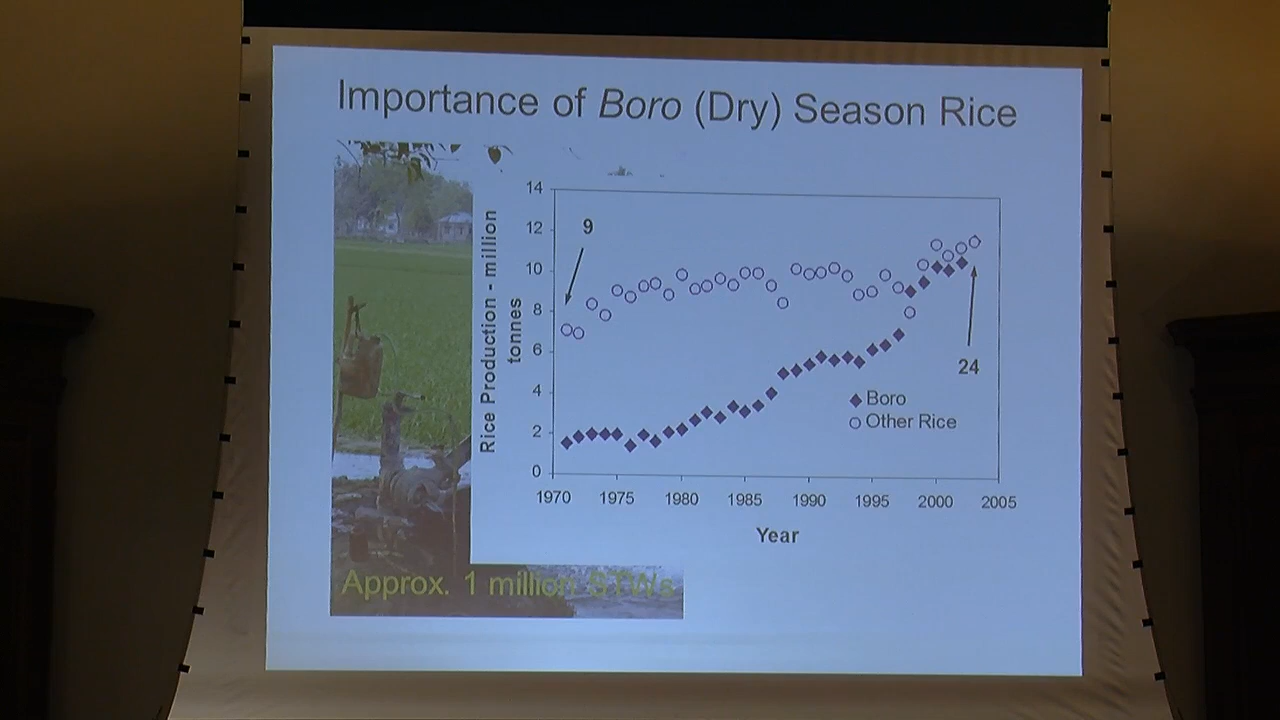 Importance of Boro (Dry) Season Rice
Rice Production - million
tonnes
14
12
10
8
6
4
2
0
9
24
Boro
Other Rice
1970 1975 1980 1985 1990 1995 2000 2005
Year
Approx. 1 million STWs